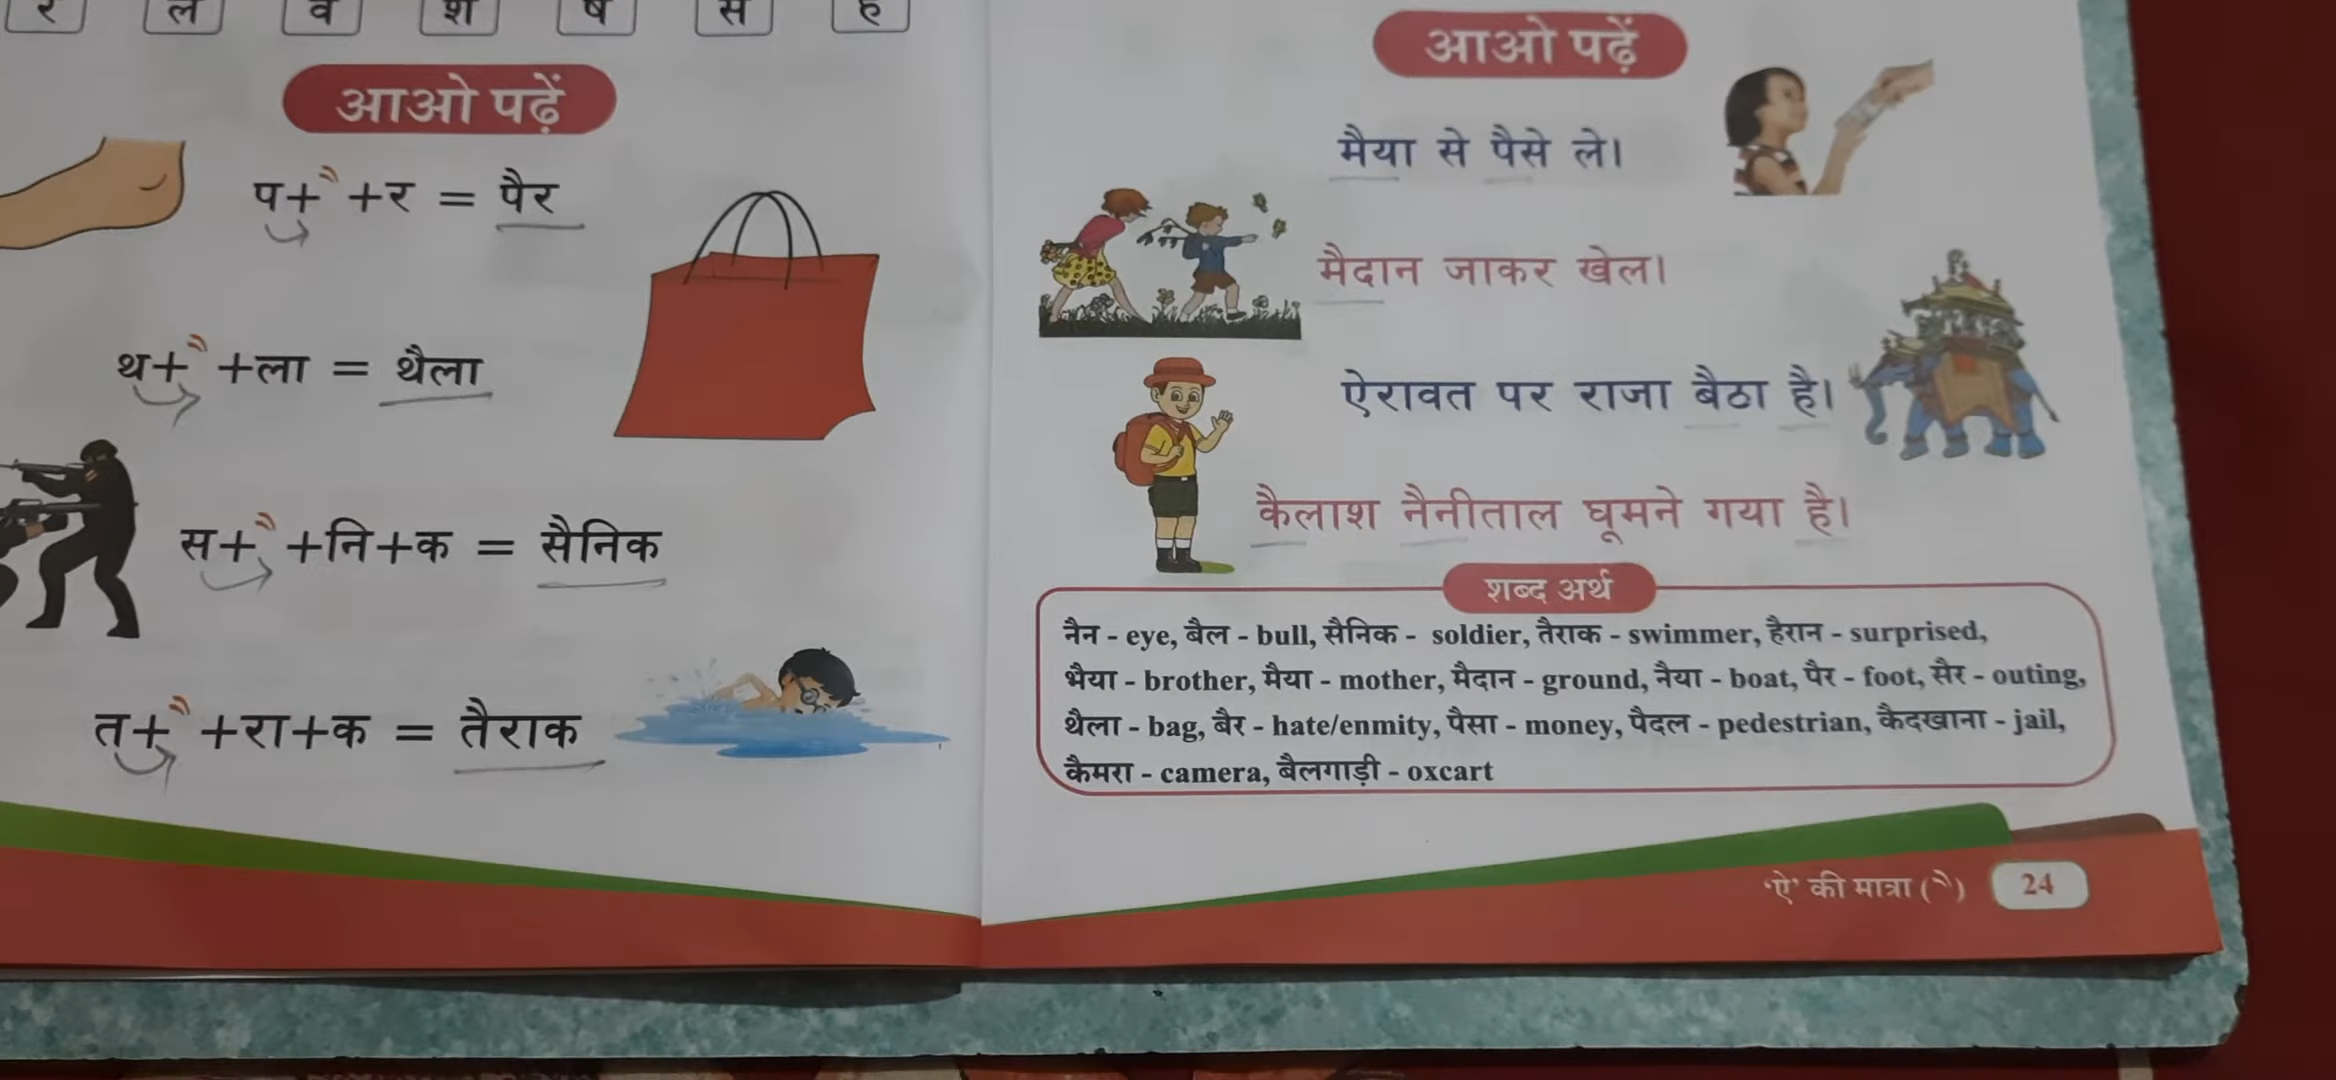 र ल व श ष स ह
आओ पढ़ें
प+ै+र = पैर
थ+ै+ला = थैला
स+ै+नि+क = सैनिक
त+ै+रा+क = तैराक
आओ पढ़ें
मैया से पैसे ले।
मैदान जाकर खेल।
ऐरावत पर राजा बैठा है।
कैलाश नैनीताल घूमने गया है।
शब्द अर्थ
नैन - eye, बैल - bull, सैनिक - soldier, तैराक - swimmer, हैरान - surprised,
भैया - brother, मैया - mother, मैदान - ground, नैया - boat, पैर - foot, सैर - outing,
थैला - bag, बैर - hate/enmity, पैसा - money, पैदल - pedestrian, कैदखाना - jail,
कैमरा - camera, बैलगाड़ी - oxcart
'ऐ' की मात्रा (ै) 24